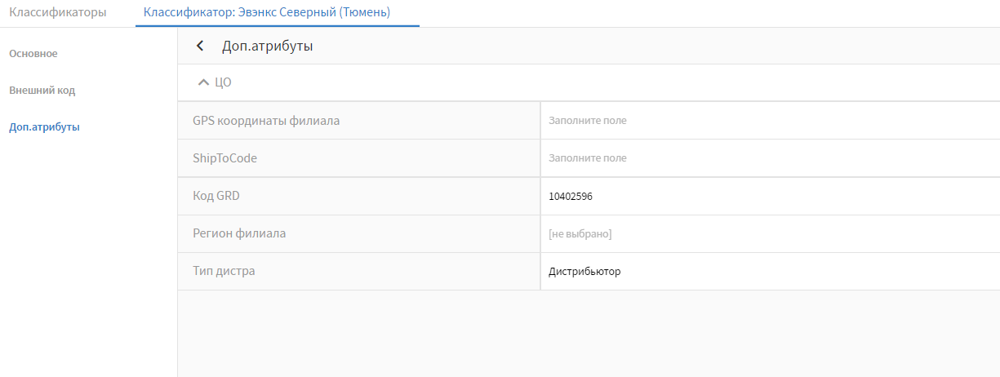 Классификаторы
Классификатор: Эвэнкс Северный (Тюмень)
Основное
Внешний код
Доп.атрибуты
Доп.атрибуты
ЦО
GPS координаты филиала
Заполните поле
ShipToCode
Заполните поле
Код GRD
10402596
Регион филиала
[не выбрано]
Тип дистра
Дистрибьютор